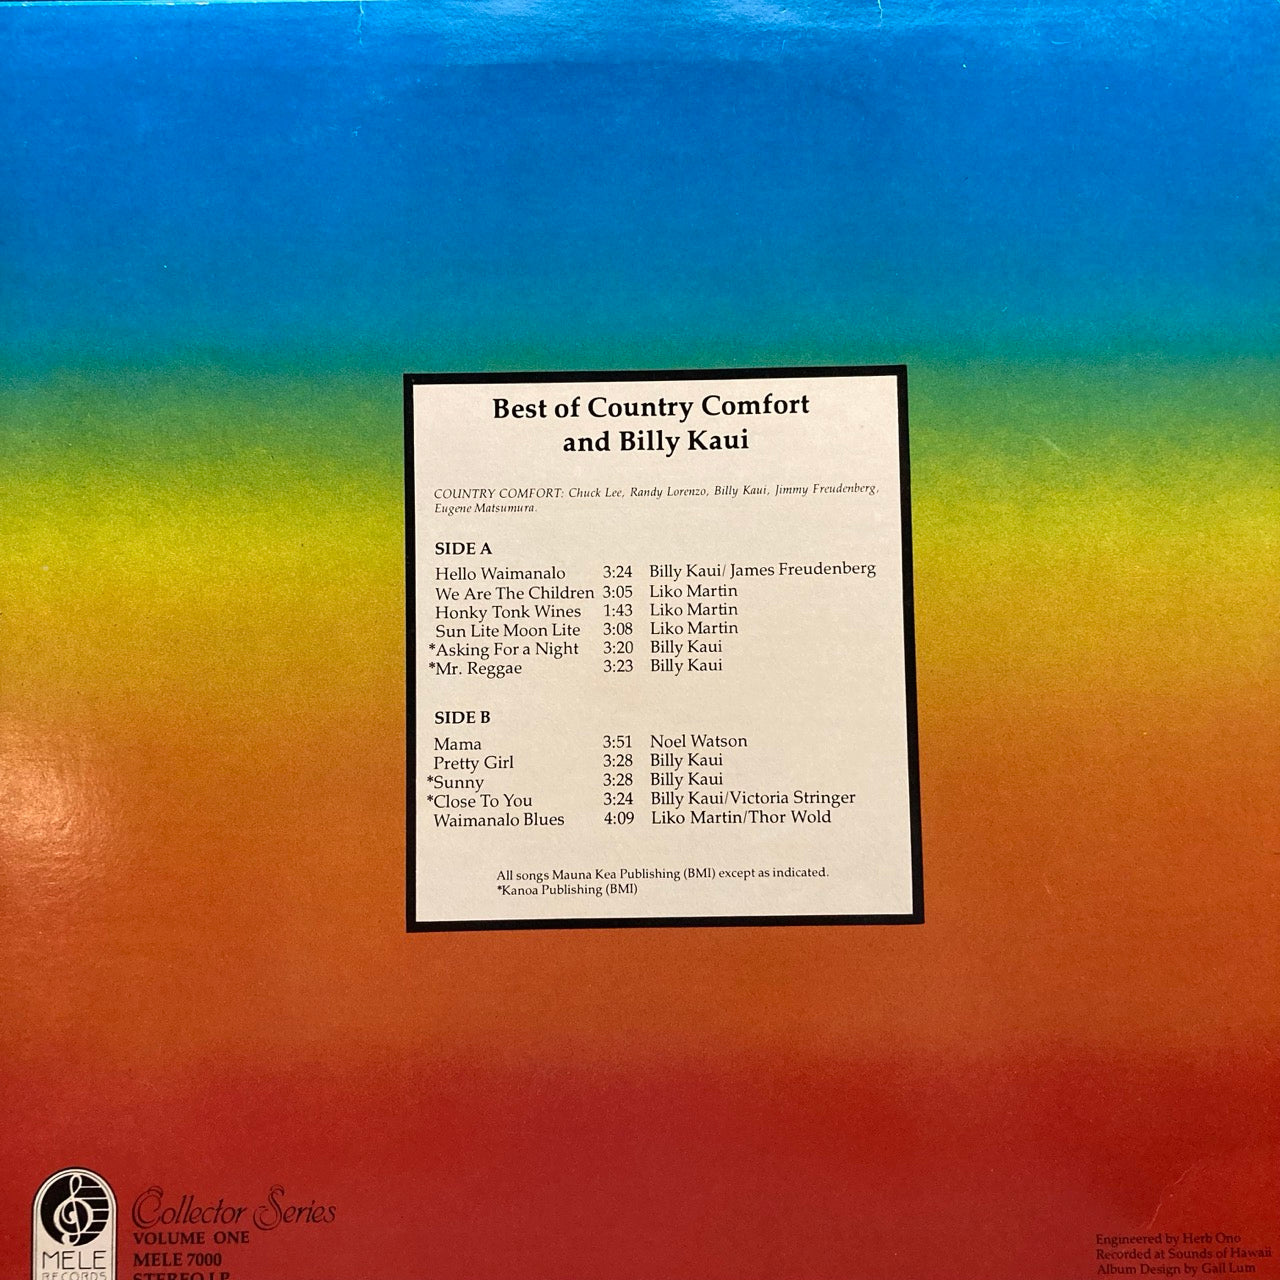 Best of Country Comfort
and Billy Kaui
COUNTRY COMFORT: Chuck Lee, Randy Lorenzo, Billy Kaui, Jimmy Freudenberg,
Eugene Matsumura.
SIDE A
Hello Waimanalo 3:24 Billy Kaui/ James Freudenberg
We Are The Children 3:05 Liko Martin
Honky Tonk Wines 1:43 Liko Martin
Sun Lite Moon Lite 3:08 Liko Martin
*Asking For a Night 3:20 Billy Kaui
*Mr. Reggae 3:23 Billy Kaui
SIDE B
Mama 3:51 Noel Watson
Pretty Girl 3:28 Billy Kaui
*Sunny 3:28 Billy Kaui
*Close To You 3:24 Billy Kaui/Victoria Stringer
Waimanalo Blues 4:09 Liko Martin/Thor Wold
All songs Mauna Kea Publishing (BMI) except as indicated.
*Kanoa Publishing (BMI)
MELE
RECORDS
Collector Series
VOLUME ONE
MELE 7000
STEREO LP
Engineered by Herb Ono
Recorded at Sounds of Hawaii
Album Design by Gail Lum